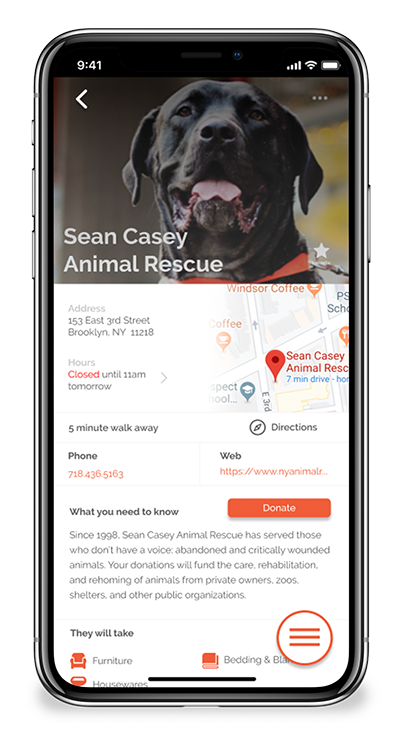 9:41
Sean Casey
Animal Rescue
Address
153 East 3rd Street
Brooklyn, NY 11218
Hours
Closed until 11am
tomorrow
Windsor Coffee
PS
Scho
Coffee
Sean Casey
Animal Resc
7 min drive - hon
spect
ool...
E 3rd
5 minute walk away
Directions
Phone
718.436.5163
Web
https://www.nyanimalr...
What you need to know
Donate
Since 1998, Sean Casey Animal Rescue has served those
who don't have a voice: abandoned and critically wounded
animals. Your donations will fund the care, rehabilitation,
and rehoming of animals from private owners, zoos,
shelters, and other public organizations.
They will take
Furniture
Bedding & Bla
Housewares